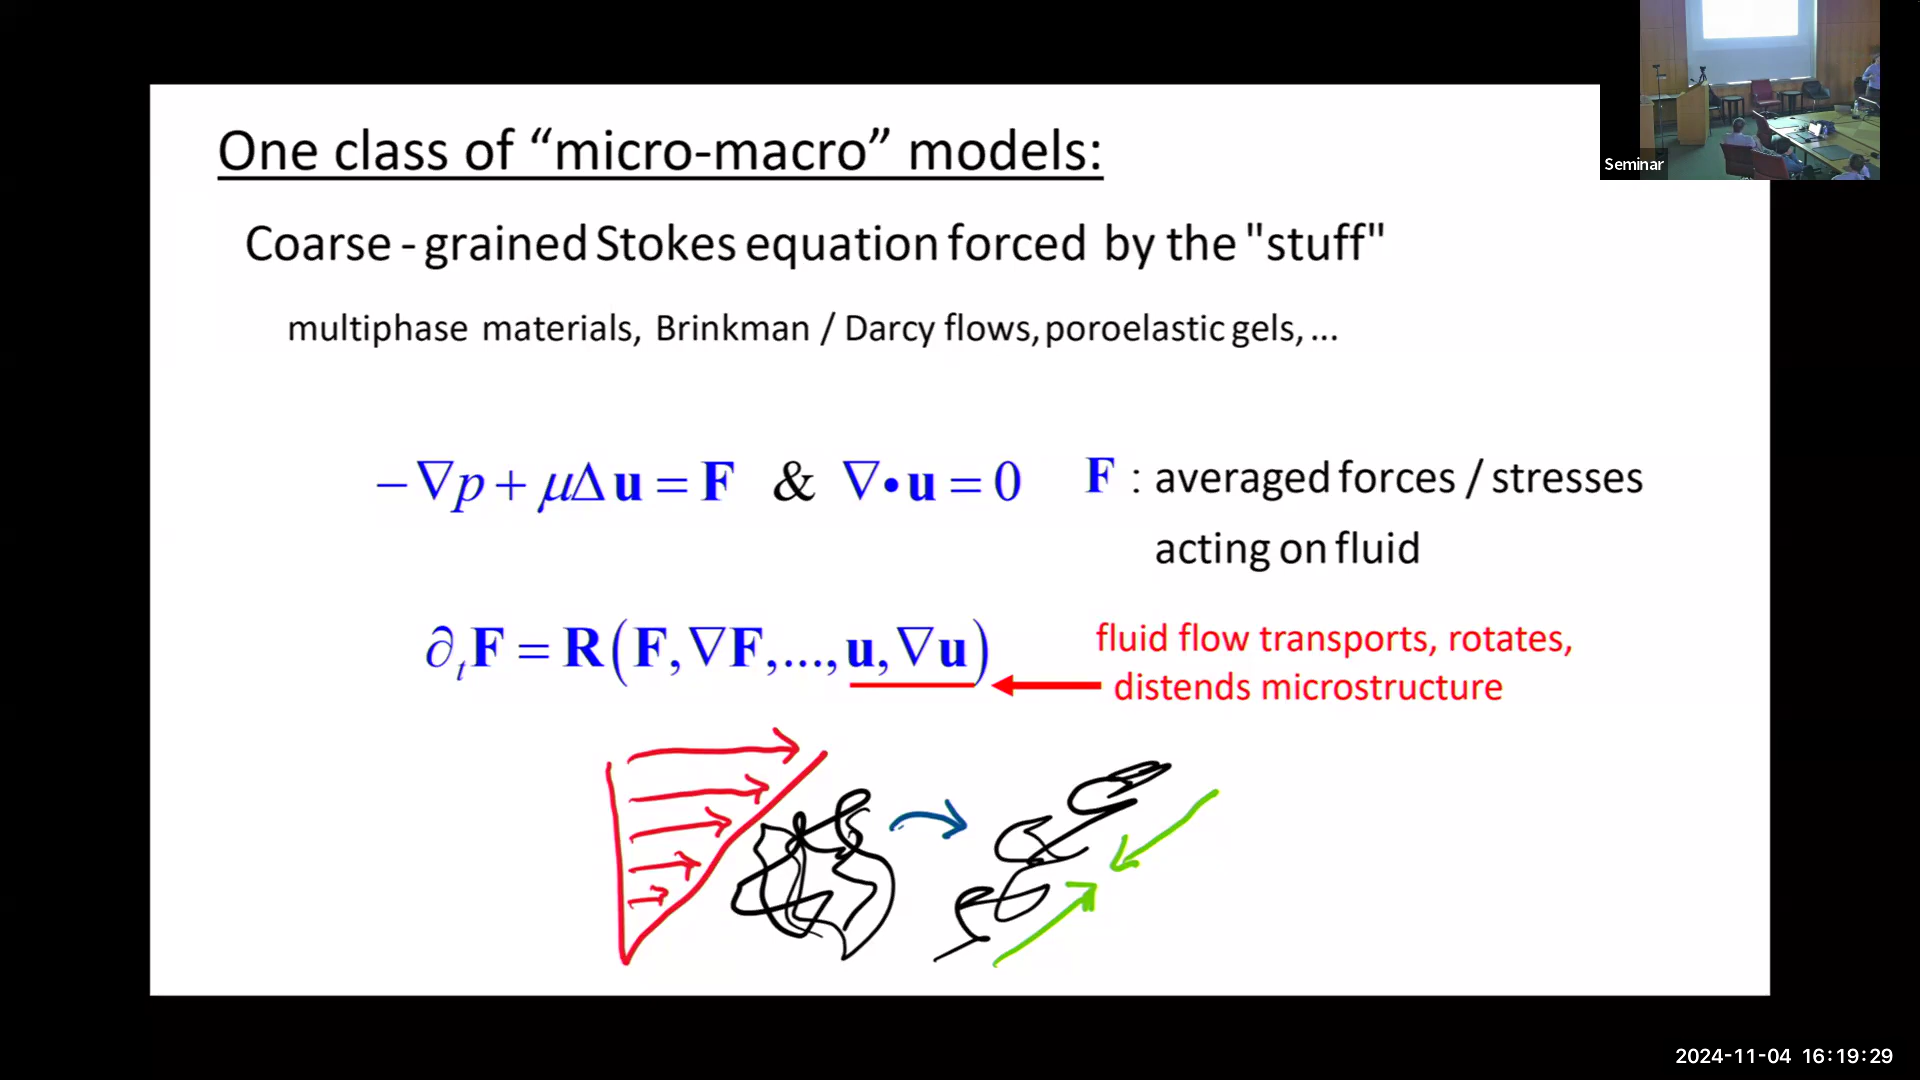 One class of “micro-macro” models:
Seminar
Coarse - grained Stokes equation forced by the "stuff"
multiphase materials, Brinkman / Darcy flows, poroelastic gels, ...
−∇p + μΔu = F & ∇•u = 0 F : averaged forces / stresses
acting on fluid
∂ₜF = R(F, ∇F, ..., u, ∇u)
fluid flow transports, rotates,
distends microstructure
2024-11-04 16:19:29